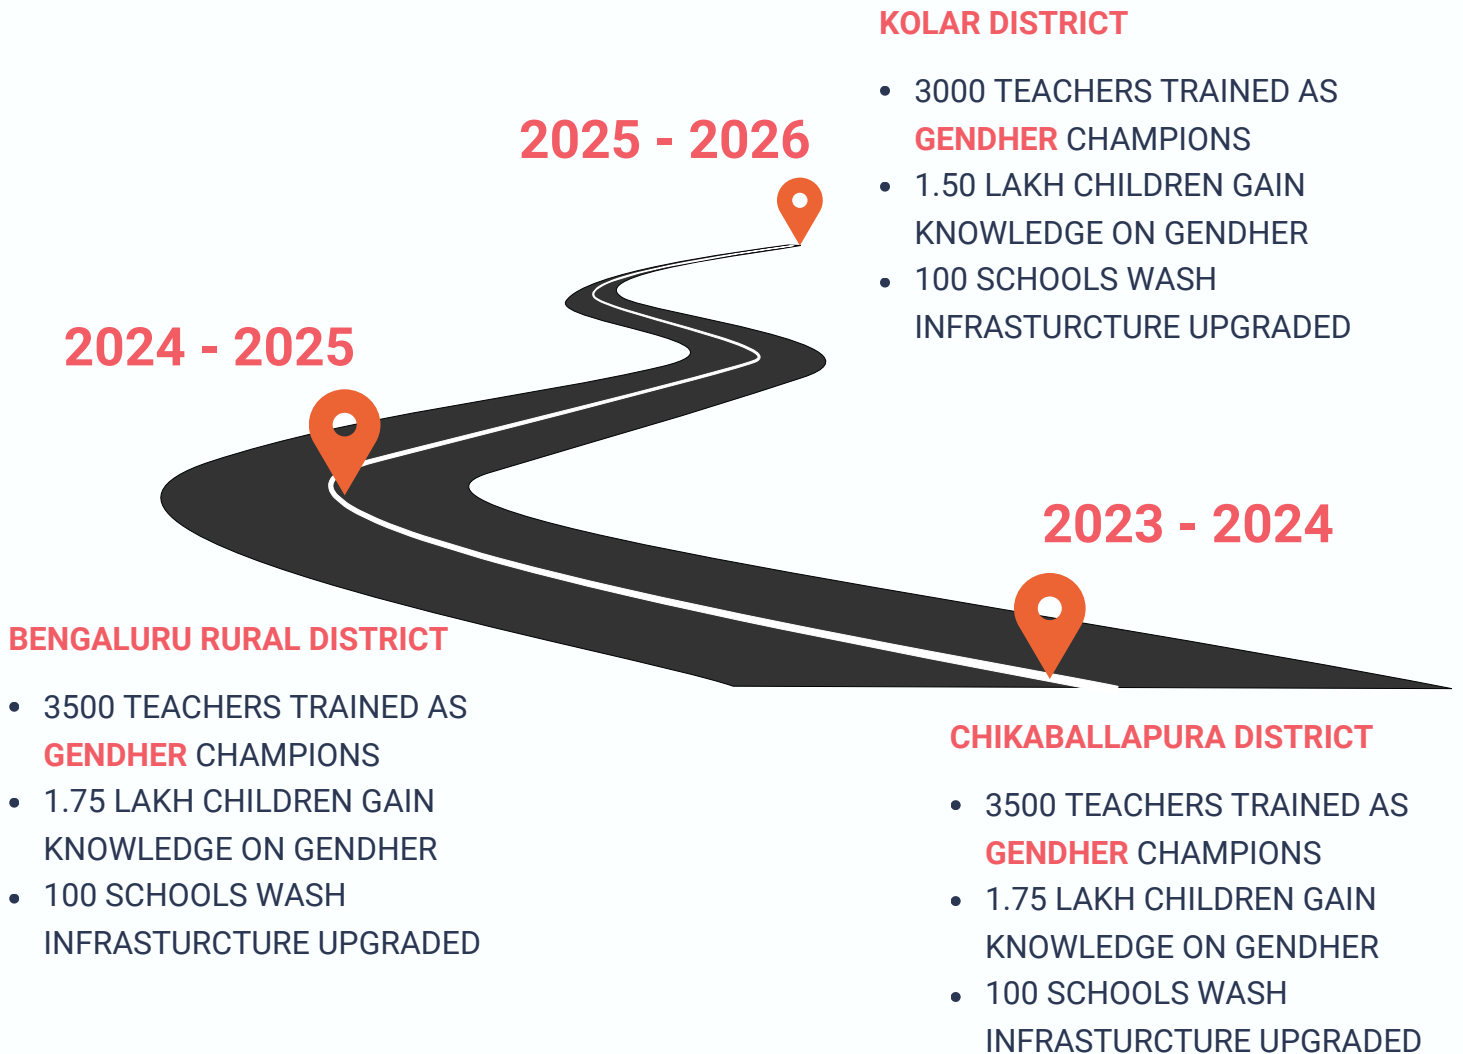 KOLAR DISTRICT
• 3000 TEACHERS TRAINED AS
GENDHER CHAMPIONS
• 1.50 LAKH CHILDREN GAIN
KNOWLEDGE ON GENDHER
• 100 SCHOOLS WASH
INFRASTURCTURE UPGRADED
2025 - 2026
2024 - 2025
2023 - 2024
BENGALURU RURAL DISTRICT
• 3500 TEACHERS TRAINED AS
GENDHER CHAMPIONS
• 1.75 LAKH CHILDREN GAIN
KNOWLEDGE ON GENDHER
• 100 SCHOOLS WASH
INFRASTURCTURE UPGRADED
CHIKABALLAPURA DISTRICT
• 3500 TEACHERS TRAINED AS
GENDHER CHAMPIONS
• 1.75 LAKH CHILDREN GAIN
KNOWLEDGE ON GENDHER
• 100 SCHOOLS WASH
INFRASTURCTURE UPGRADED